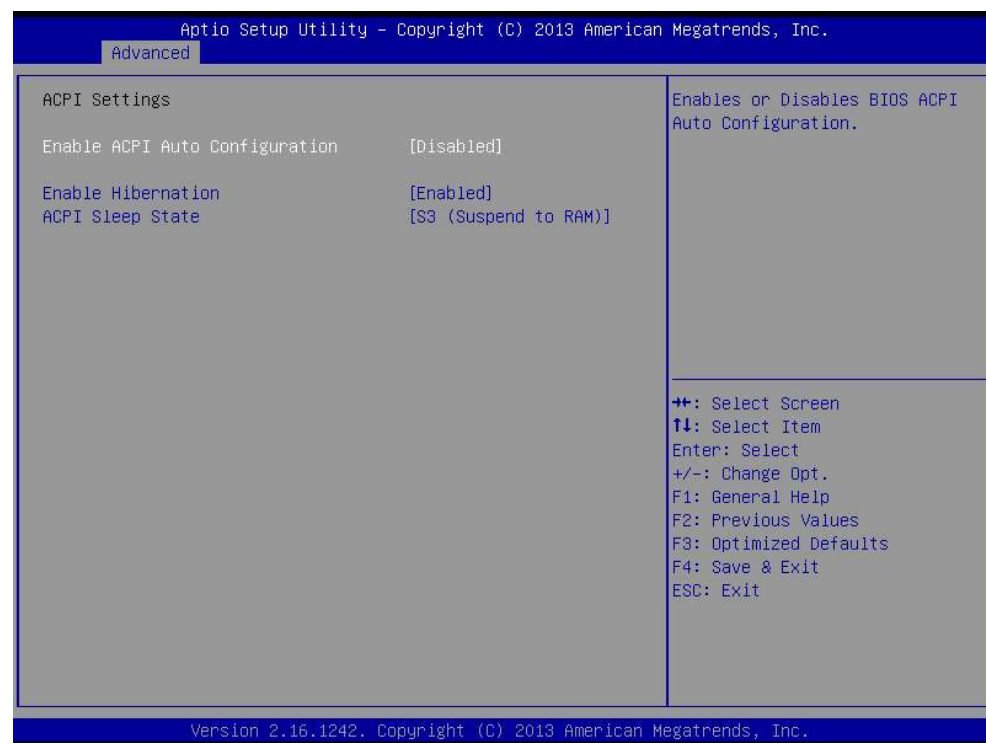 Aptio Setup Utility – Copyright (C) 2013 American Megatrends, Inc.
Advanced
ACPI Settings
Enable ACPI Auto Configuration [Disabled]
Enable Hibernation [Enabled]
ACPI Sleep State [S3 (Suspend to RAM)]
Enables or Disables BIOS ACPI
Auto Configuration.
→←: Select Screen
↑↓: Select Item
Enter: Select
+/-: Change Opt.
F1: General Help
F2: Previous Values
F3: Optimized Defaults
F4: Save & Exit
ESC: Exit
Version 2.16.1242. Copyright (C) 2013 American Megatrends, Inc.